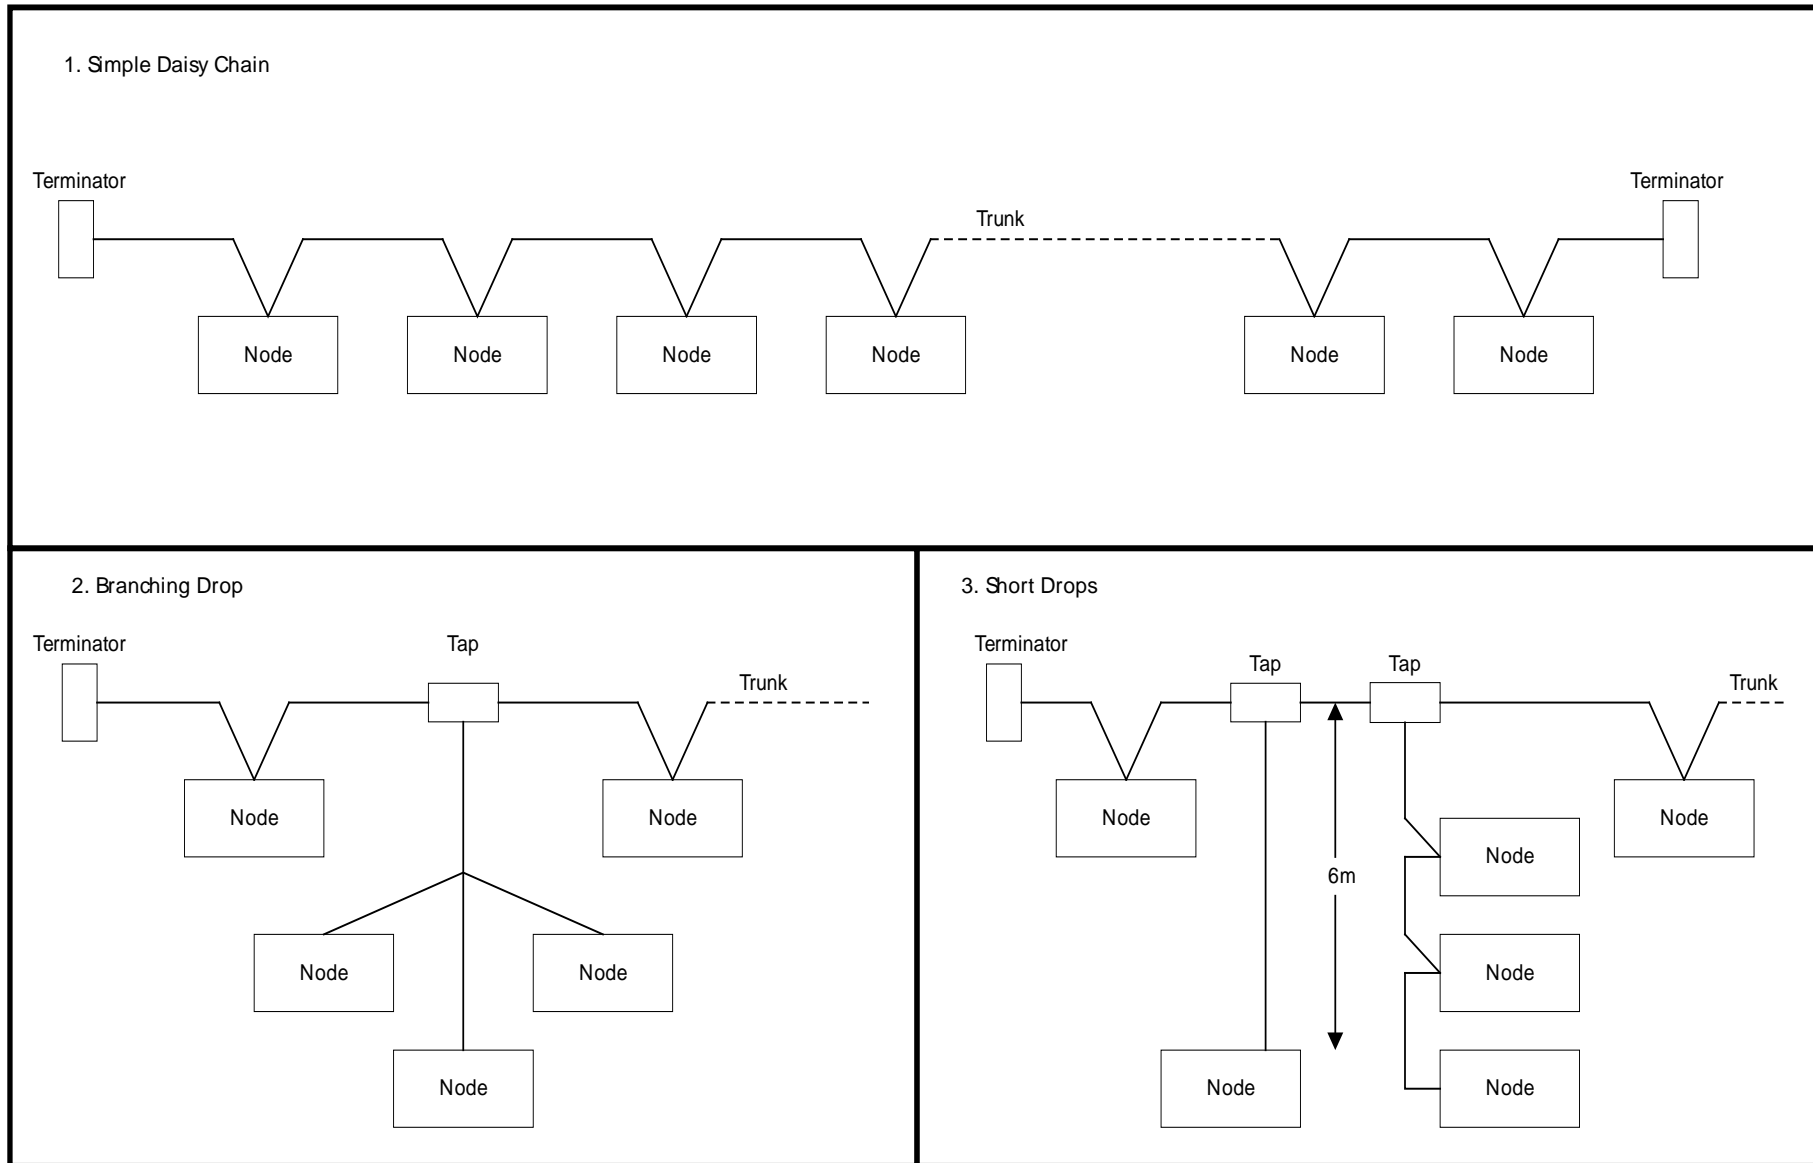 1. Simple Daisy Chain
Terminator
Terminator
Trunk
Node
Node
Node
Node
Node
Node
2. Branching Drop
Terminator
Tap
Trunk
Node
Node
Node
Node
Node
3. Short Drops
Terminator
Tap
Tap
Trunk
Node
Node
Node
6m
Node
Node
Node